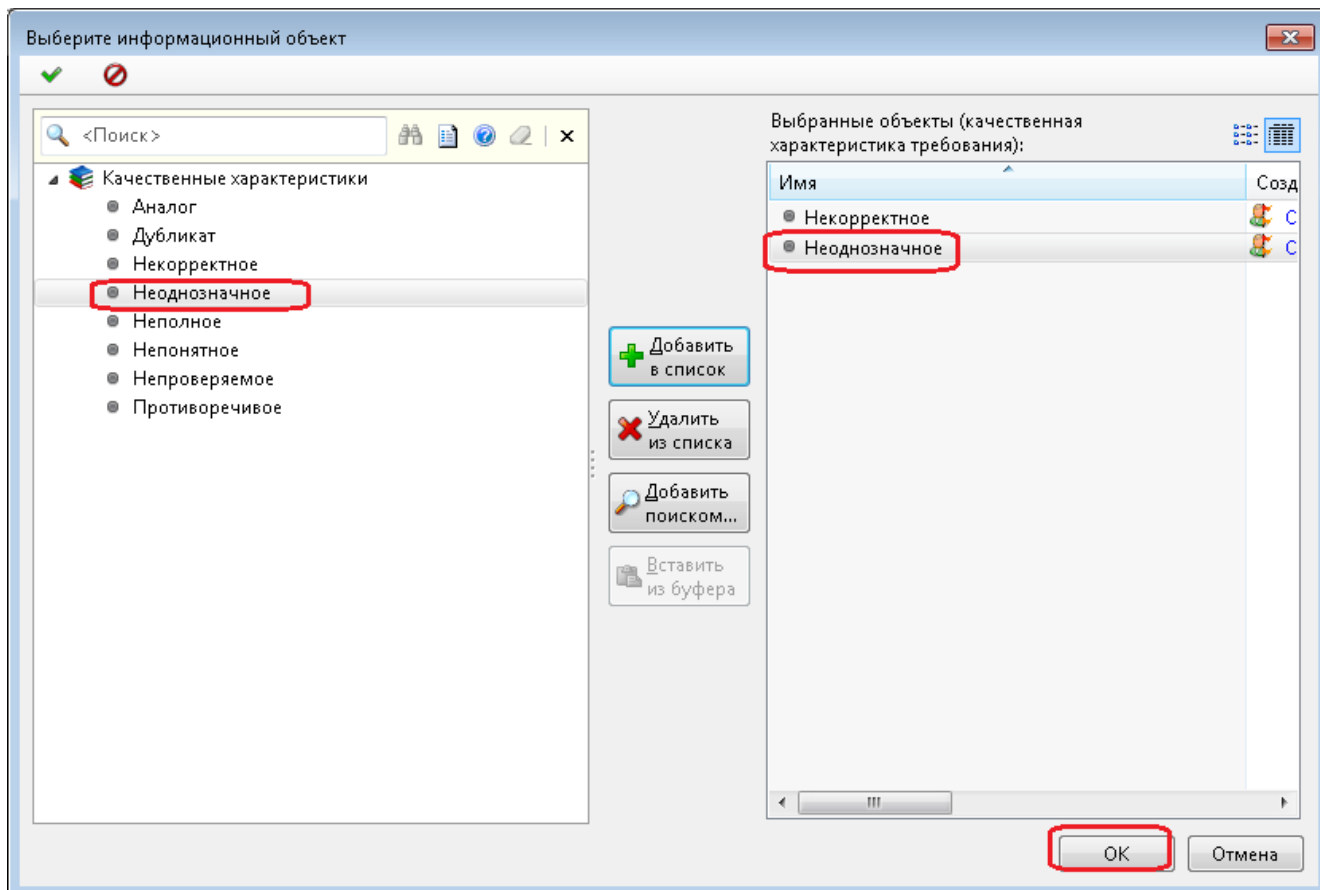 Выберите информационный объект
<Поиск>
Качественные характеристики
Аналог
Дубликат
Некорректное
Неоднозначное
Неполное
Непонятное
Непроверяемое
Противоречивое
Добавить
в список
Удалить
из списка
Добавить
поиском...
Вставить
из буфера
Выбранные объекты (качественная
характеристика требования):
Имя Созд
Некорректное С
Неоднозначное С
ОК Отмена